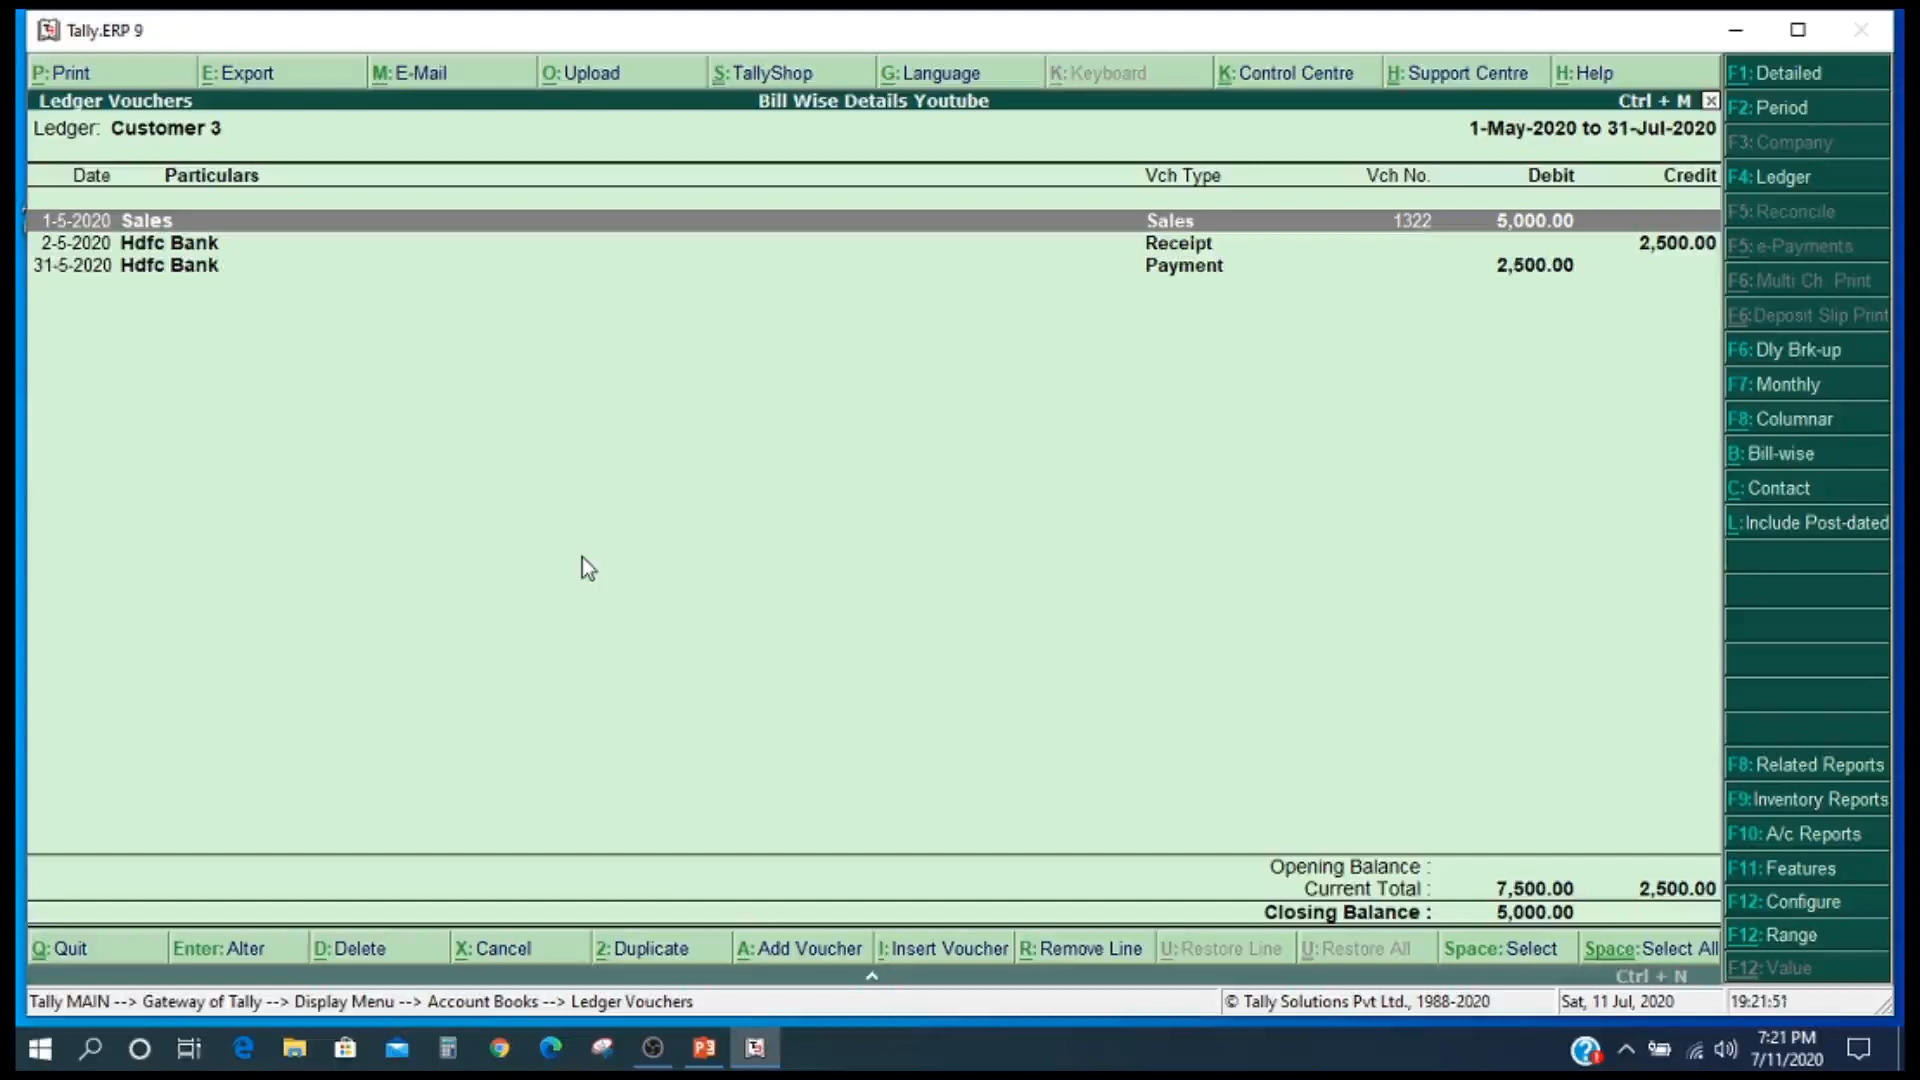 Tally.ERP 9
P: Print E: Export M: E-Mail O: Upload S: TallyShop G: Language K: Keyboard K: Control Centre H: Support Centre H: Help
Ledger Vouchers Bill Wise Details Youtube Ctrl + M
Ledger: Customer 3 1-May-2020 to 31-Jul-2020
Date Particulars Vch Type Vch No. Debit Credit
1-5-2020 Sales Sales 1322 5,000.00
2-5-2020 Hdfc Bank Receipt 2,500.00
31-5-2020 Hdfc Bank Payment 2,500.00
Opening Balance :
Current Total : 7,500.00 2,500.00
Closing Balance : 5,000.00
Q: Quit Enter: Alter D: Delete X: Cancel 2: Duplicate A: Add Voucher I: Insert Voucher R: Remove Line U: Restore Line U: Restore All Space: Select Space: Select All
Ctrl + N
F1: Detailed
F2: Period
F3: Company
F4: Ledger
F5: Reconcile
F5: e-Payments
F6: Multi Ch. Print
F6: Deposit Slip Print
F6: Dly Brk-up
F7: Monthly
F8: Columnar
B: Bill-wise
C: Contact
L: Include Post-dated
F8: Related Reports
F9: Inventory Reports
F10: A/c Reports
F11: Features
F12: Configure
F12: Range
F12: Value
Tally MAIN --> Gateway of Tally --> Display Menu --> Account Books --> Ledger Vouchers © Tally Solutions Pvt Ltd., 1988-2020 Sat, 11 Jul, 2020 19:21:51
7:21 PM
7/11/2020